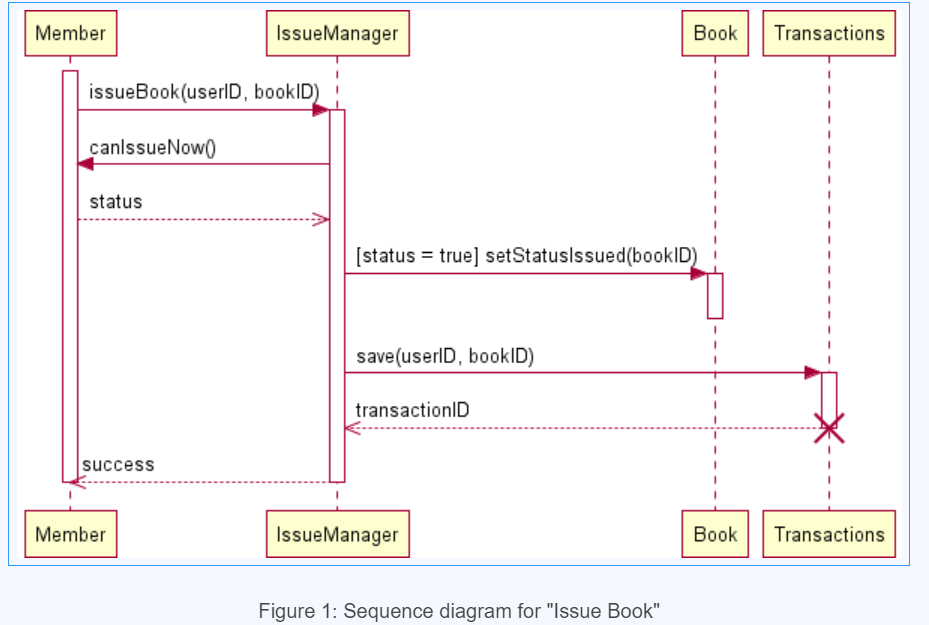 Member IssueManager Book Transactions
issueBook(userID, bookID)
canIssueNow()
status
[status = true] setStatusIssued(bookID)
save(userID, bookID)
transactionID
success
Member IssueManager Book Transactions
Figure 1: Sequence diagram for "Issue Book"